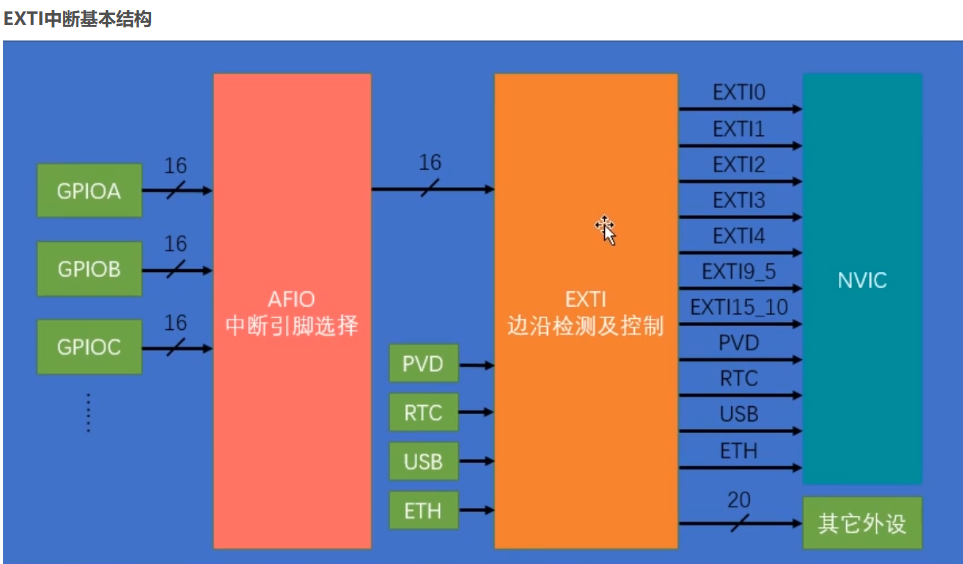 EXTI中断基本结构
16
GPIOA
16
GPIOB
16
GPIOC
AFIO
中断引脚选择
16
PVD
RTC
USB
ETH
EXTI
边沿检测及控制
EXTI0
EXTI1
EXTI2
EXTI3
EXTI4
EXTI9_5
EXTI15_10
PVD
RTC
USB
ETH
20
NVIC
其它外设